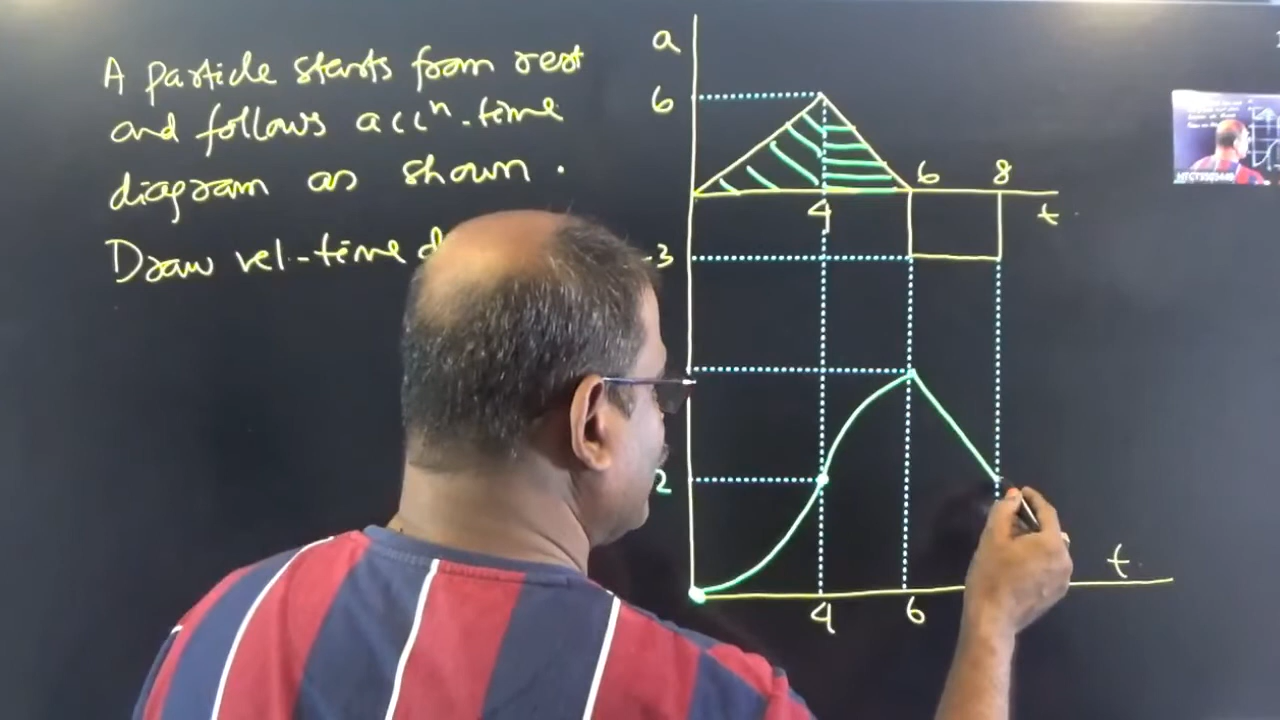 A particle starts from rest
and follows accⁿ-time
diagram as shown.
Draw vel-time
a
6
4
6
8
t
-3
2
t
4
6
HTCTSS03445